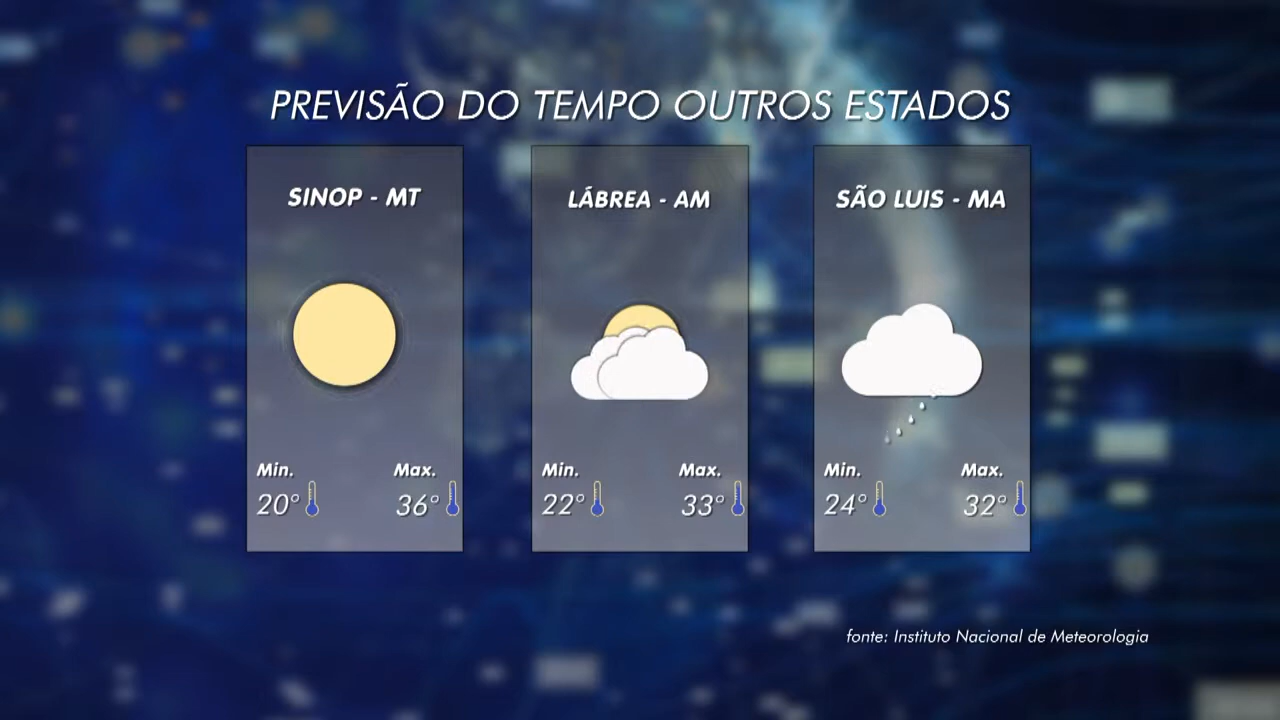 PREVISÃO DO TEMPO OUTROS ESTADOS
SINOP - MT
Min. Max.
20° 36°
LÁBREA - AM
Min. Max.
22° 33°
SÃO LUIS - MA
Min. Max.
24° 32°
fonte: Instituto Nacional de Meteorologia